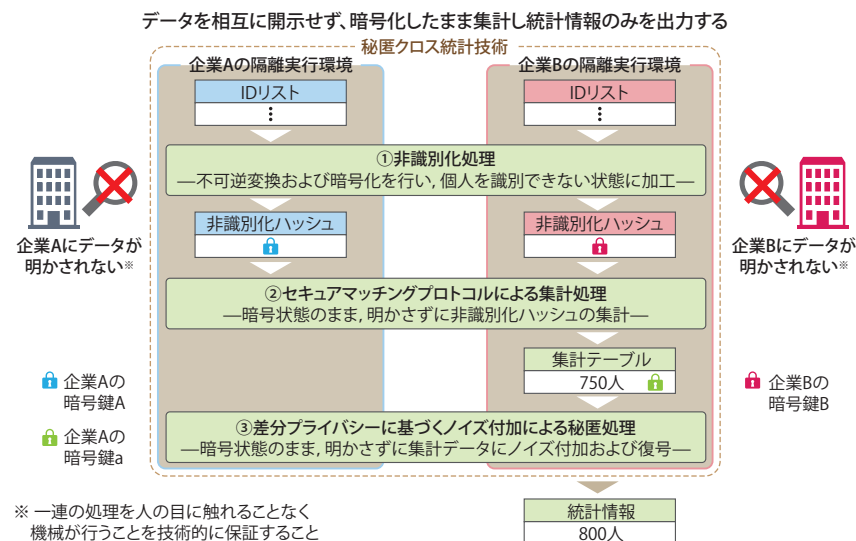 データを相互に開示せず、暗号化したまま集計し統計情報のみを出力する
秘匿クロス統計技術
企業Aの隔離実行環境
企業Bの隔離実行環境
IDリスト
IDリスト
⋮
⋮
①非識別化処理
―不可逆変換および暗号化を行い, 個人を識別できない状態に加工―
企業Aにデータが
明かされない※
企業Bにデータが
明かされない※
非識別化ハッシュ
非識別化ハッシュ
②セキュアマッチングプロトコルによる集計処理
―暗号状態のまま, 明かさずに非識別化ハッシュの集計―
集計テーブル
750人
企業Aの
暗号鍵A
企業Aの
暗号鍵a
企業Bの
暗号鍵B
③差分プライバシーに基づくノイズ付加による秘匿処理
―暗号状態のまま, 明かさずに集計データにノイズ付加および復号―
統計情報
800人
※ 一連の処理を人の目に触れることなく
機械が行うことを技術的に保証すること